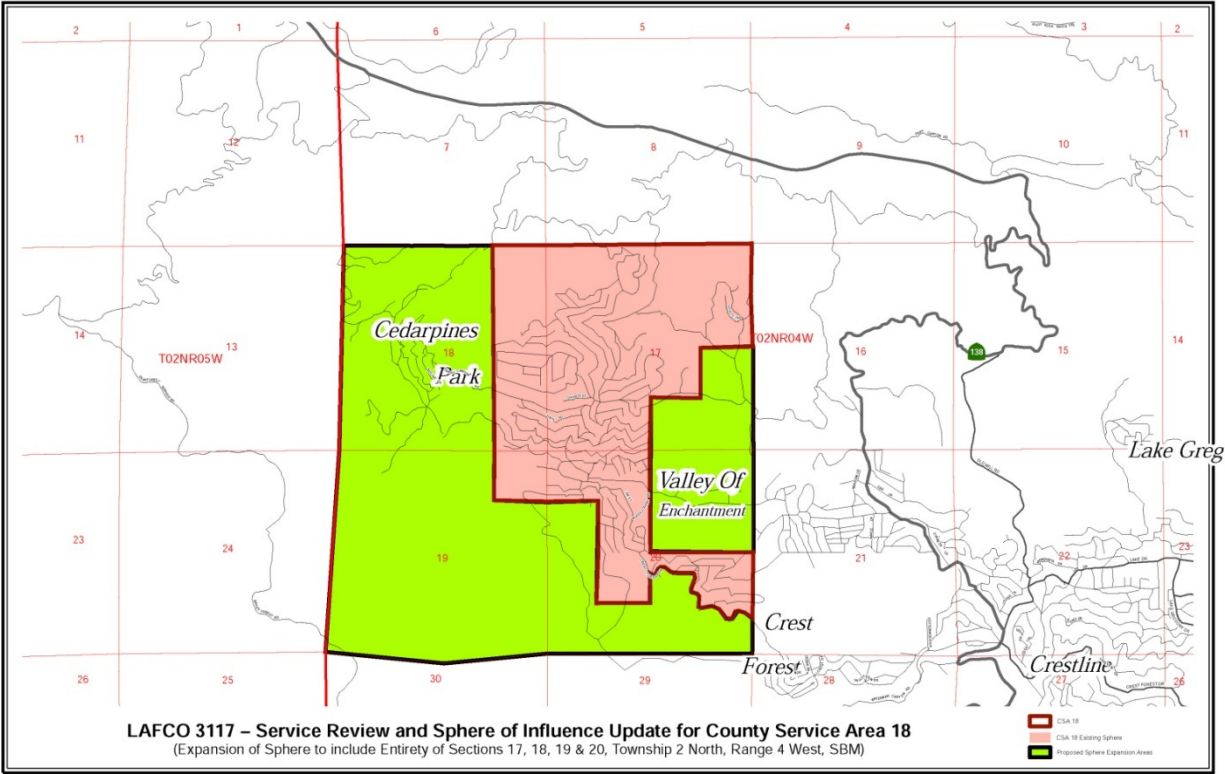 2
1
6
5
4
3
2
11
12
7
8
9
10
11
14
13
18
17
16
15
14
T02NR05W
T02NR04W
138
Cedarpines
Park
Lake Greg
Valley Of
Enchantment
23
24
19
20
21
22
23
Crest
Forest
Crestline
26
25
30
29
27
26
CREST FOREST DR
LAFCO 3117 – Service Review and Sphere of Influence Update for County Service Area 18
(Expansion of Sphere to include Entirety of Sections 17, 18, 19 & 20, Township 2 North, Range 4 West, SBM)
CSA 18
CSA 18 Existing Sphere
Proposed Sphere Expansion Areas